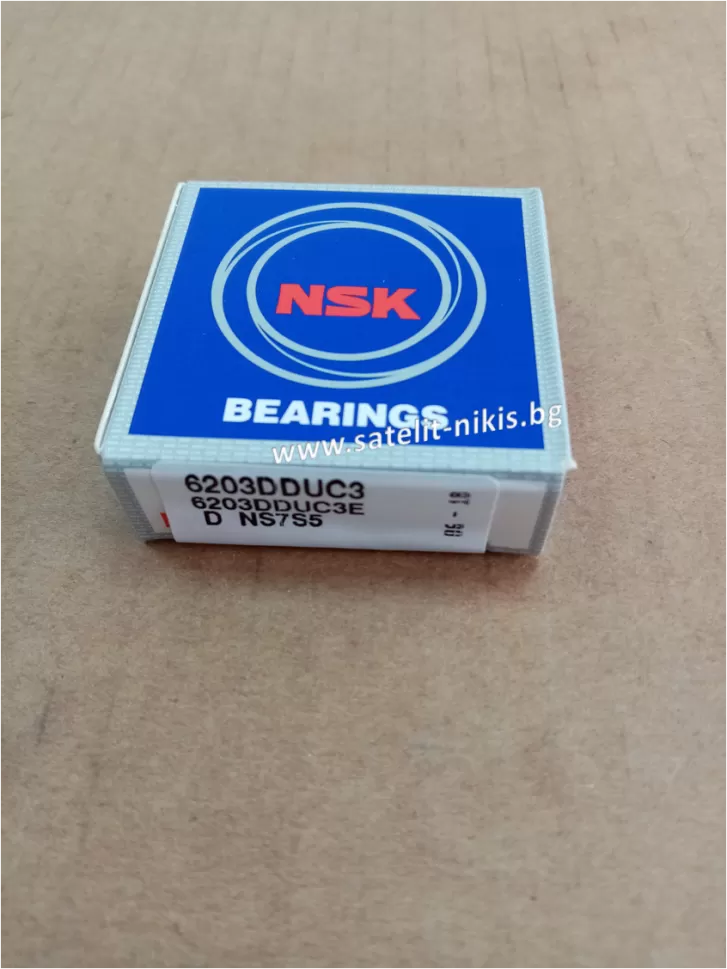 NSK
BEARINGS
www.satelit-nikis.bg
6203DDUC3
6203DDUC3E
D NS7S5